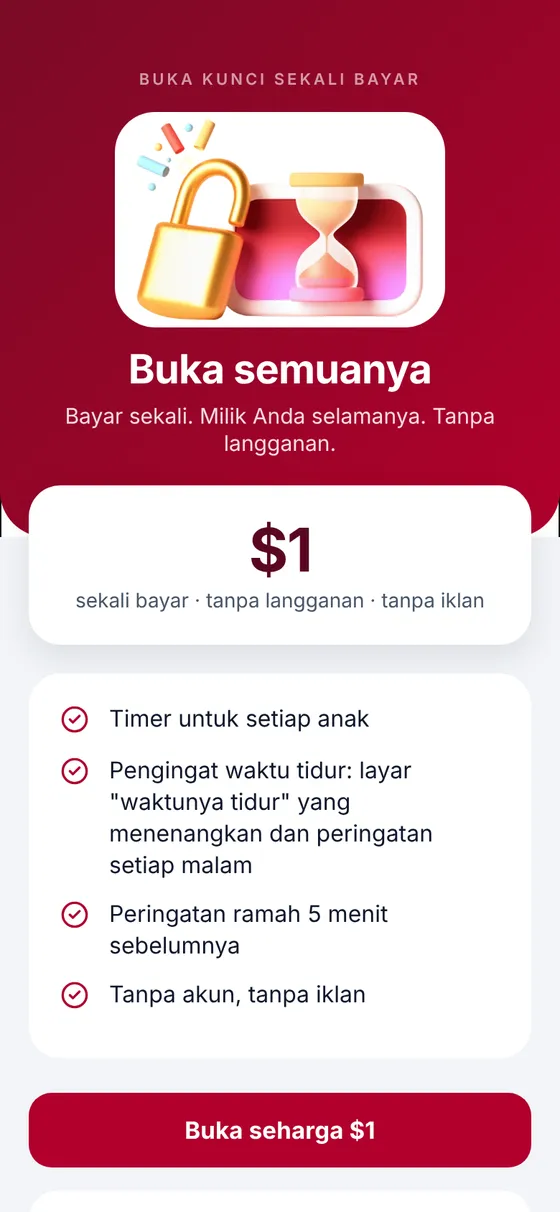 BUKA KUNCI SEKALI BAYAR
Buka semuanya
Bayar sekali. Milik Anda selamanya. Tanpa
langganan.
$1
sekali bayar · tanpa langganan · tanpa iklan
Timer untuk setiap anak
Pengingat waktu tidur: layar
"waktunya tidur" yang
menenangkan dan peringatan
setiap malam
Peringatan ramah 5 menit
sebelumnya
Tanpa akun, tanpa iklan
Buka seharga $1